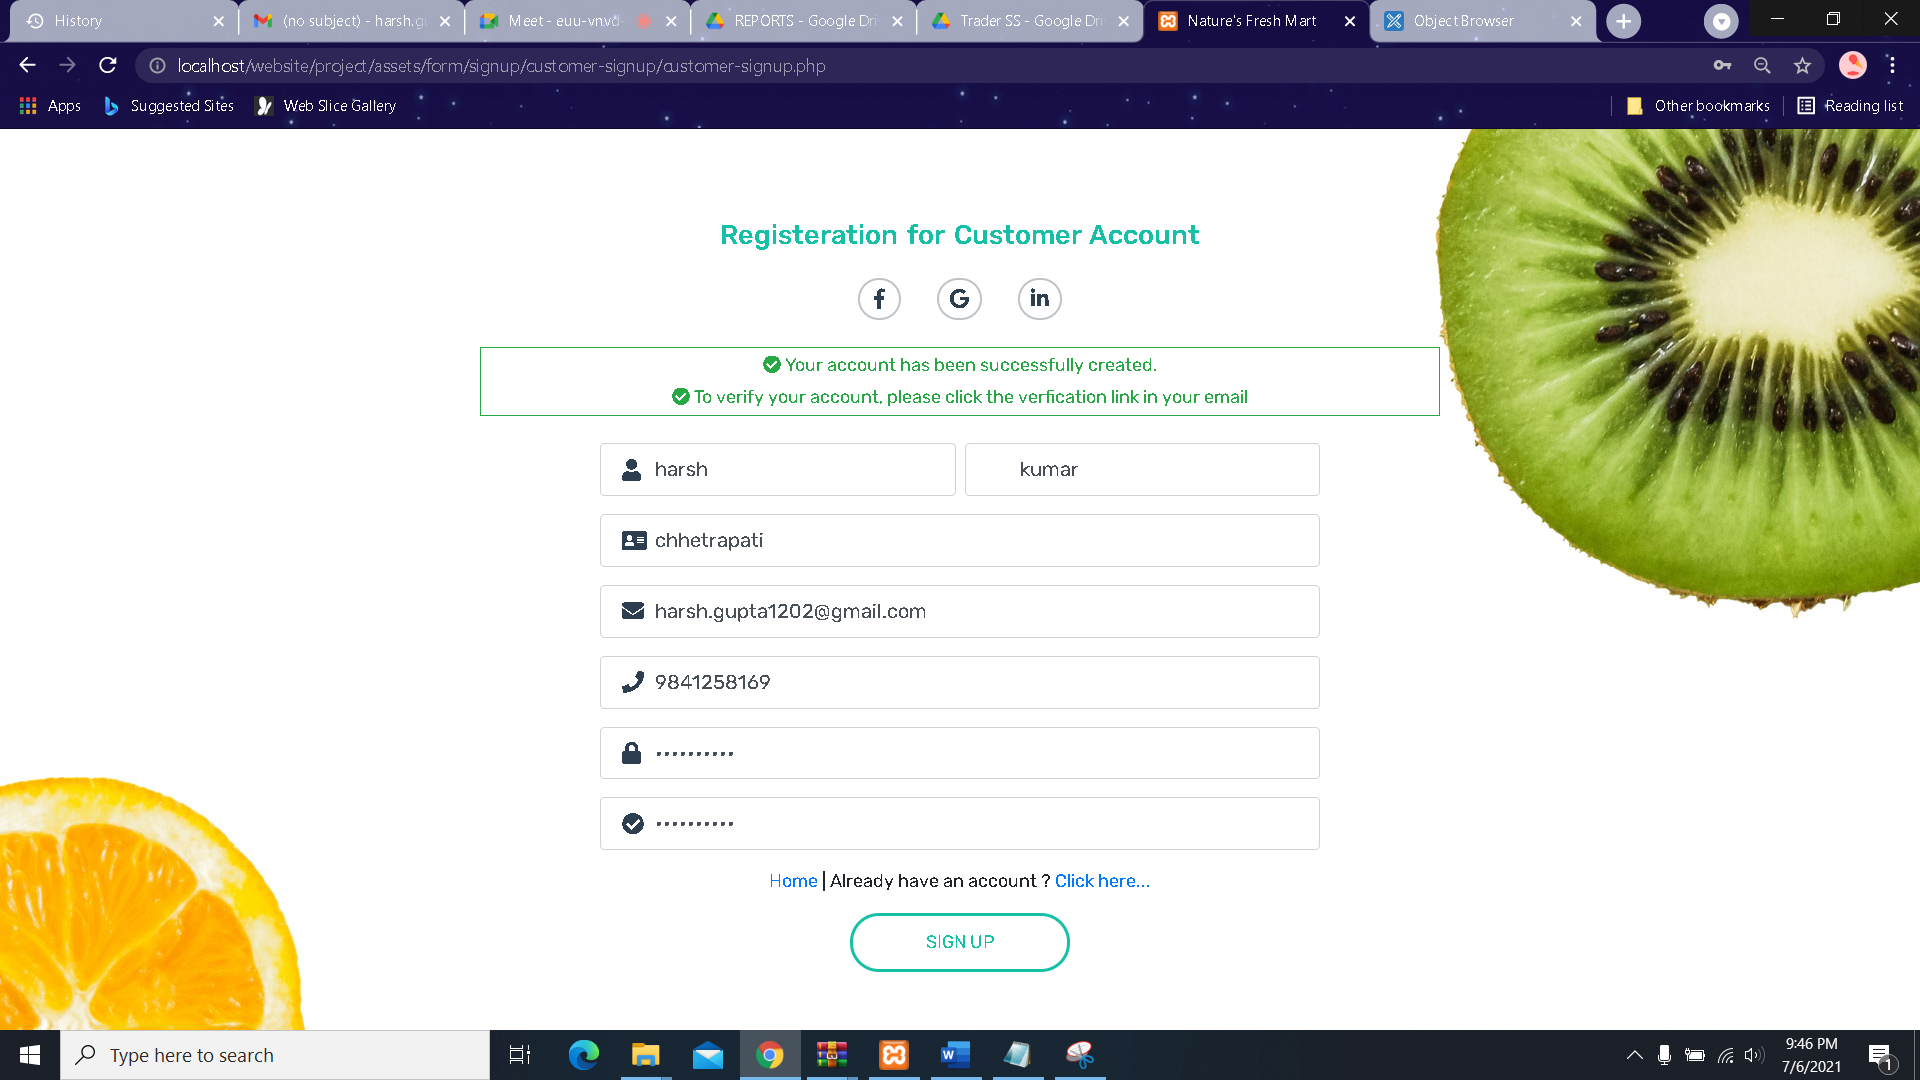 History
(no subject) - harsh.gu
Meet - euu-vnvd-
REPORTS - Google Dri
Trader SS - Google Dri
Nature's Fresh Mart
Object Browser
localhost/website/project/assets/form/signup/customer-signup/customer-signup.php
Apps
Suggested Sites
Web Slice Gallery
Other bookmarks
Reading list
Registeration for Customer Account
Your account has been successfully created.
To verify your account, please click the verfication link in your email
harsh
kumar
chhetrapati
harsh.gupta1202@gmail.com
9841258169
••••••••••
••••••••••
Home | Already have an account ? Click here...
SIGN UP
Type here to search
9:46 PM
7/6/2021
1